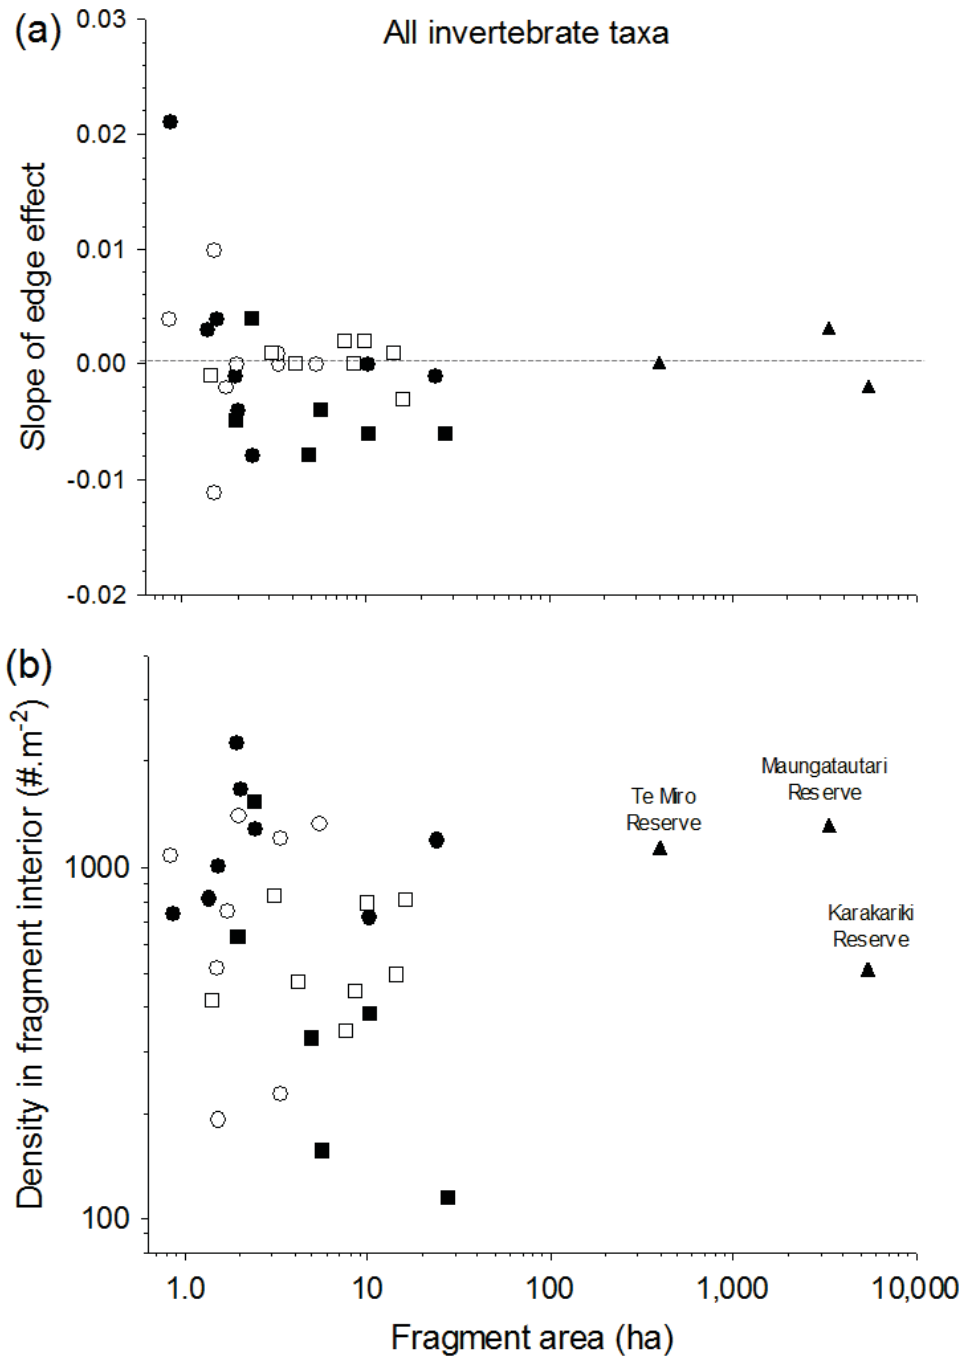 (a)
All invertebrate taxa
Slope of edge effect
0.03
0.02
0.01
0.00
-0.01
-0.02
(b)
Density in fragment interior (#.m-2)
1000
100
Te Miro
Reserve
Maungatautari
Reserve
Karakariki
Reserve
1.0 10 100 1,000 10,000
Fragment area (ha)